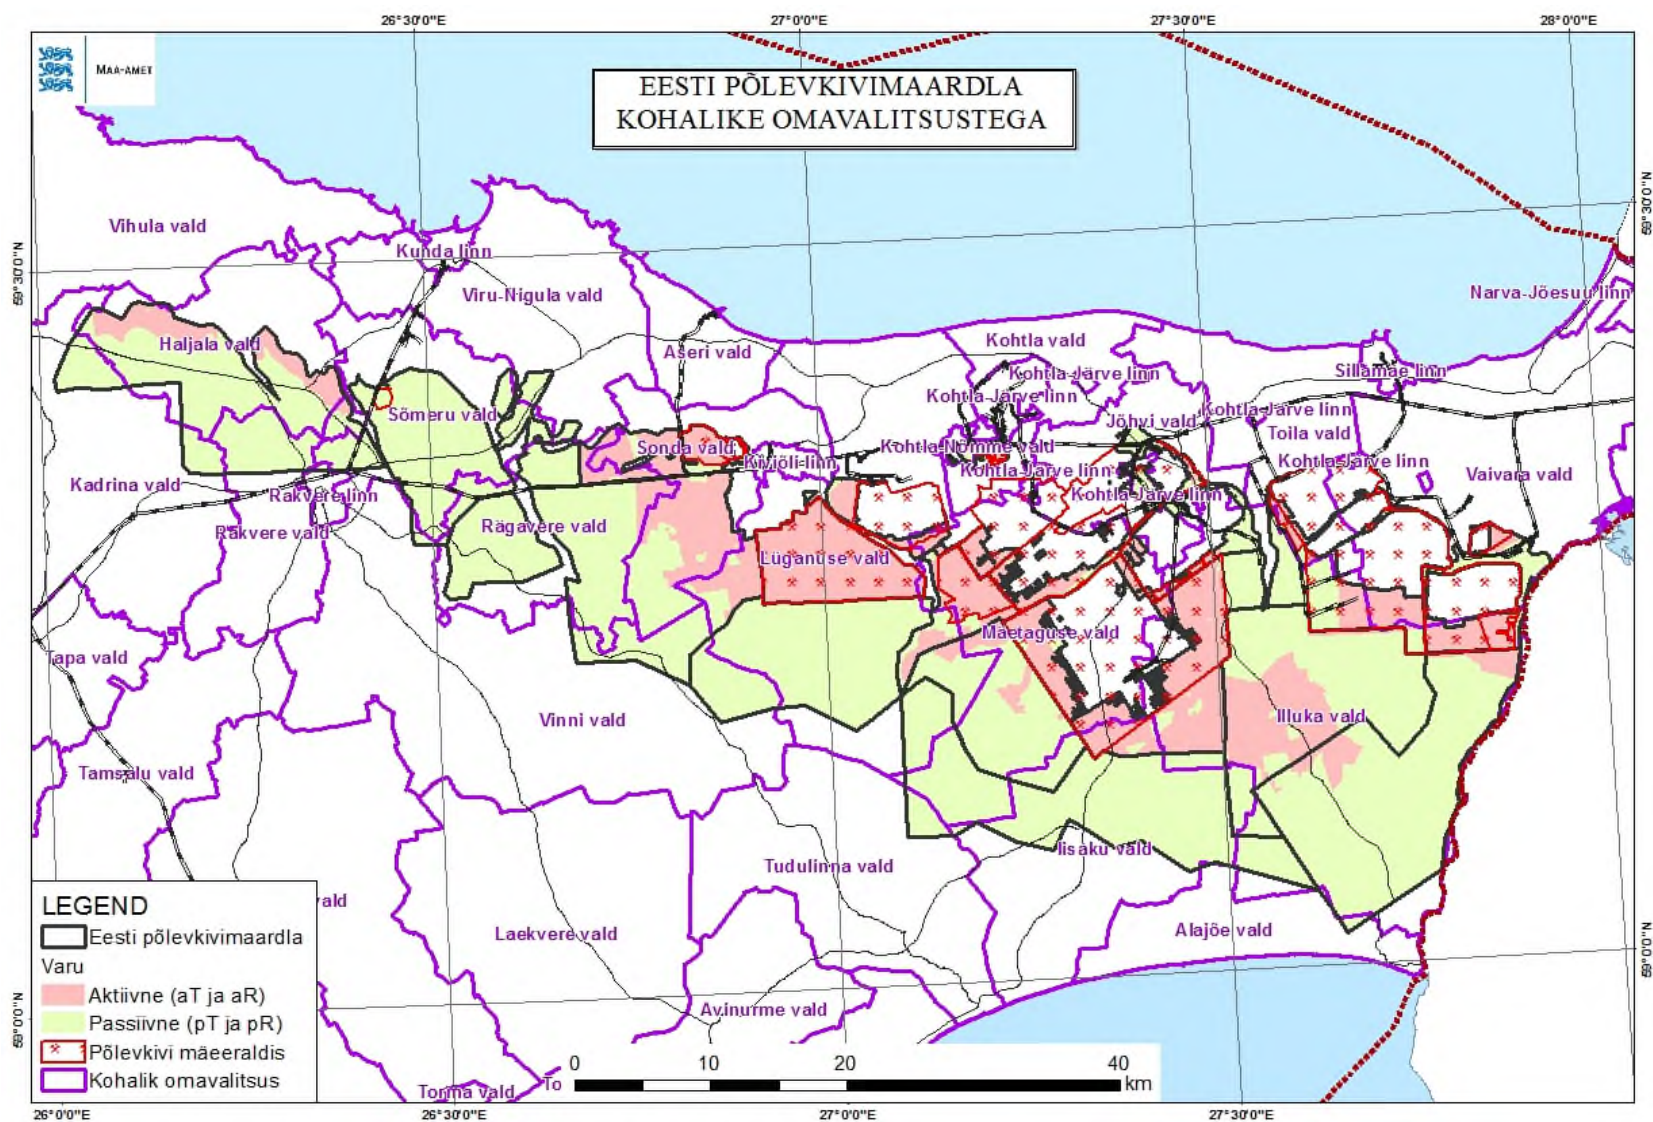 26°30'0"E
27°0'0"E
27°30'0"E
28°0'0"E
MAA-AMET
EESTI PÕLEVKIVIMAARDLA
KOHALIKE OMAVALITSUSTEGA
59°30'0"N
59°30'0"N
Vihula vald
Kunda linn
Viru-Nigula vald
Narva-Jõesuu linn
Haljala vald
Aseri vald
Kohtla vald
Kohtla-Järve linn
Sillamäe linn
Kohtla-Järve linn
Sõmeru vald
Jõhvi vald
Kohtla-Järve linn
Toila vald
Sonda vald
Kohtla-Nõmme vald
Kiviõli linn
Kohtla-Järve linn
Kohtla-Järve linn
Vaivara vald
Kadrina vald
Rakvere linn
Kohtla-Järve linn
Rägavere vald
Rakvere vald
Lüganuse vald
Mäetaguse vald
Tapa vald
Vinni vald
Illuka vald
Tamsalu vald
Iisaku vald
Tudulinna vald
LEGEND
Eesti põlevkivimaardla
Varu
Aktiivne (aT ja aR)
Passiivne (pT ja pR)
Põlevkivi mäeeraldis
Kohalik omavalitsus
vald
Laekvere vald
Alajõe vald
Avinurme vald
Torma vald
To
0
10
20
40
km
59°0'0"N
59°0'0"N
26°0'0"E
26°30'0"E
27°0'0"E
27°30'0"E